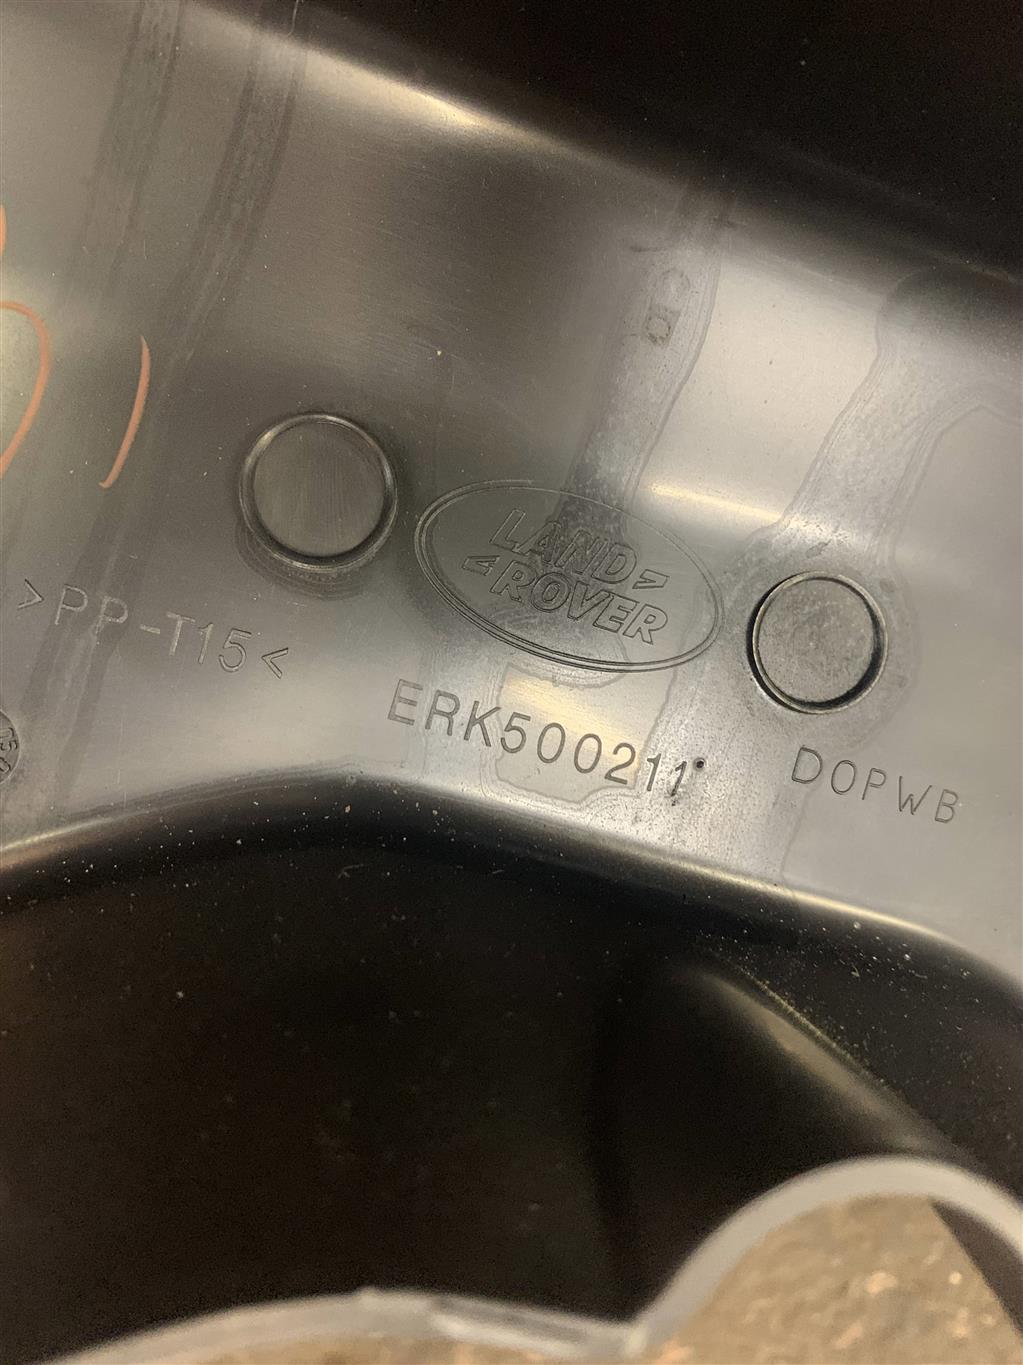 LAND
ROVER
>PP-T15<
ERK500211
DOPWB